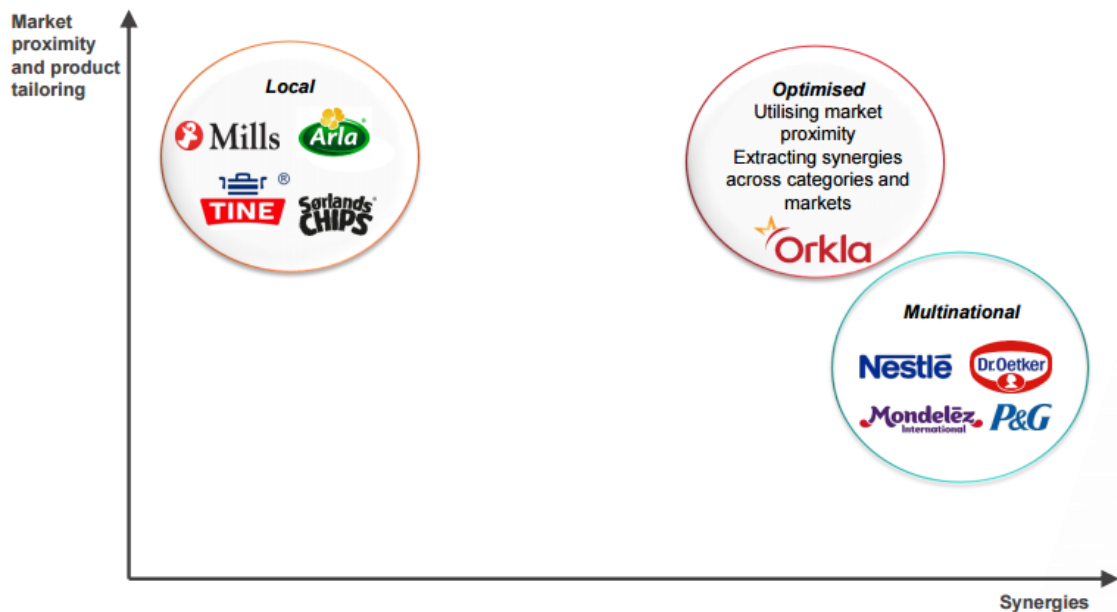 Market
proximity
and product
tailoring
Local
Mills
Arla
®
TINE ®
Sørlands®
CHIPS
Optimised
Utilising market
proximity
Extracting synergies
across categories and
markets
Orkla
Multinational
Nestlé
Dr.Oetker
Mondelēz
International
P&G
Synergies